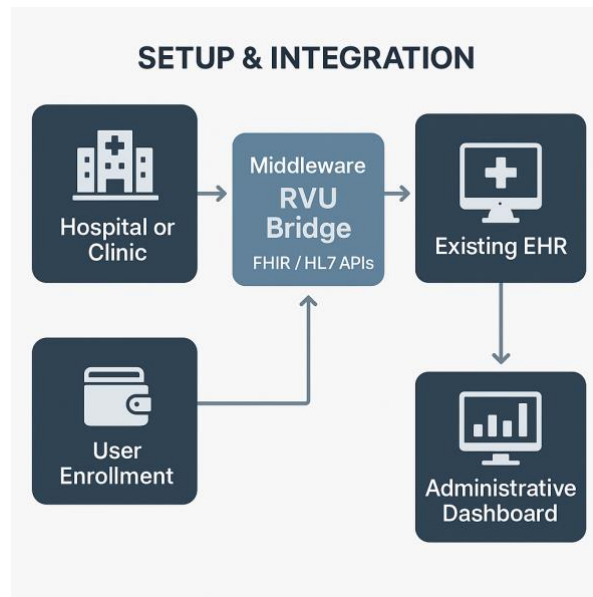 SETUP & INTEGRATION
Hospital or
Clinic
Middleware
RVU
Bridge
FHIR / HL7 APIs
Existing EHR
User
Enrollment
Administrative
Dashboard